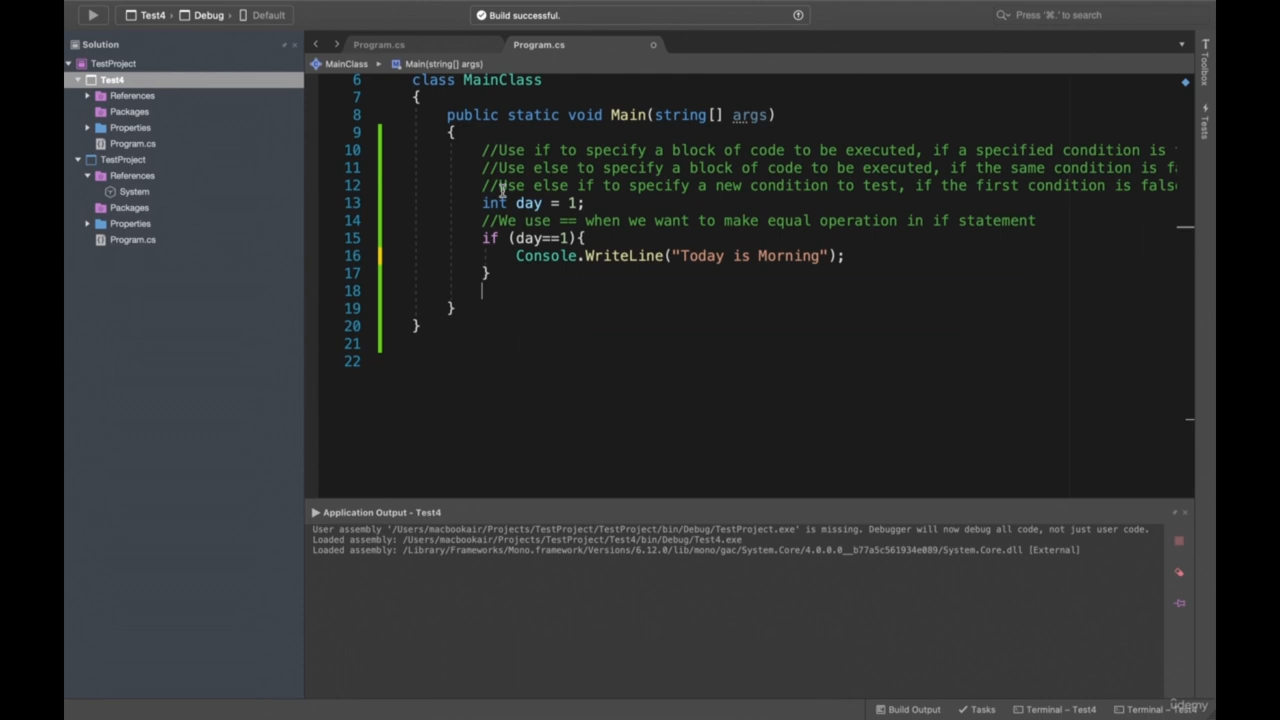 Test4 › Debug › Default
Build successful.
Press '⌘.' to search
Solution
TestProject
Test4
References
Packages
Properties
Program.cs
TestProject
References
System
Packages
Properties
Program.cs
Program.cs
Program.cs
MainClass
Main(string[] args)
6 class MainClass
7 {
8 public static void Main(string[] args)
9 {
10 //Use if to specify a block of code to be executed, if a specified condition is
11 //Use else to specify a block of code to be executed, if the same condition is
12 //Use else if to specify a new condition to test, if the first condition is false
13 int day = 1;
14 //We use == when we want to make equal operation in if statement
15 if (day==1){
16 Console.WriteLine("Today is Morning");
17 }
18
19 }
20 }
21
22
Toolbox
Tests
Application Output - Test4
User assembly '/Users/macbookair/Projects/TestProject/TestProject/bin/Debug/TestProject.exe' is missing. Debugger will now debug all code, not just user code.
Loaded assembly: /Users/macbookair/Projects/TestProject/Test4/bin/Debug/Test4.exe
Loaded assembly: /Library/Frameworks/Mono.framework/Versions/6.12.0/lib/mono/gac/System.Core/4.0.0.0__b77a5c561934e089/System.Core.dll [External]
Build Output
Tasks
Terminal – Test4
Terminal – Test4
udemy